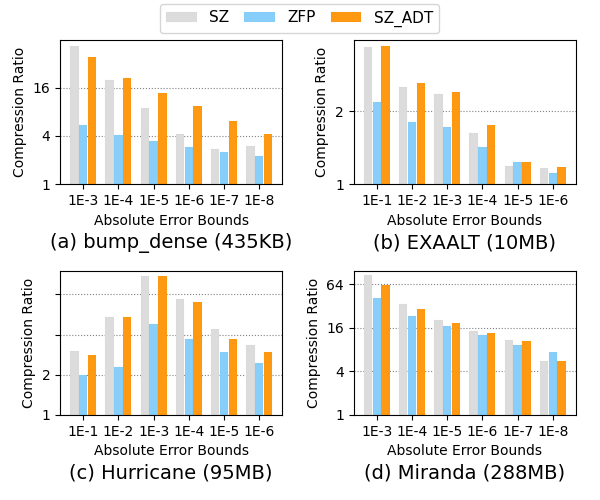 SZ ZFP SZ_ADT
Compression Ratio
16
4
1
1E-3 1E-4 1E-5 1E-6 1E-7 1E-8
Absolute Error Bounds
(a) bump_dense (435KB)
Compression Ratio
2
1
1E-1 1E-2 1E-3 1E-4 1E-5 1E-6
Absolute Error Bounds
(b) EXAALT (10MB)
Compression Ratio
2
1
1E-1 1E-2 1E-3 1E-4 1E-5 1E-6
Absolute Error Bounds
(c) Hurricane (95MB)
Compression Ratio
64
16
4
1
1E-3 1E-4 1E-5 1E-6 1E-7 1E-8
Absolute Error Bounds
(d) Miranda (288MB)